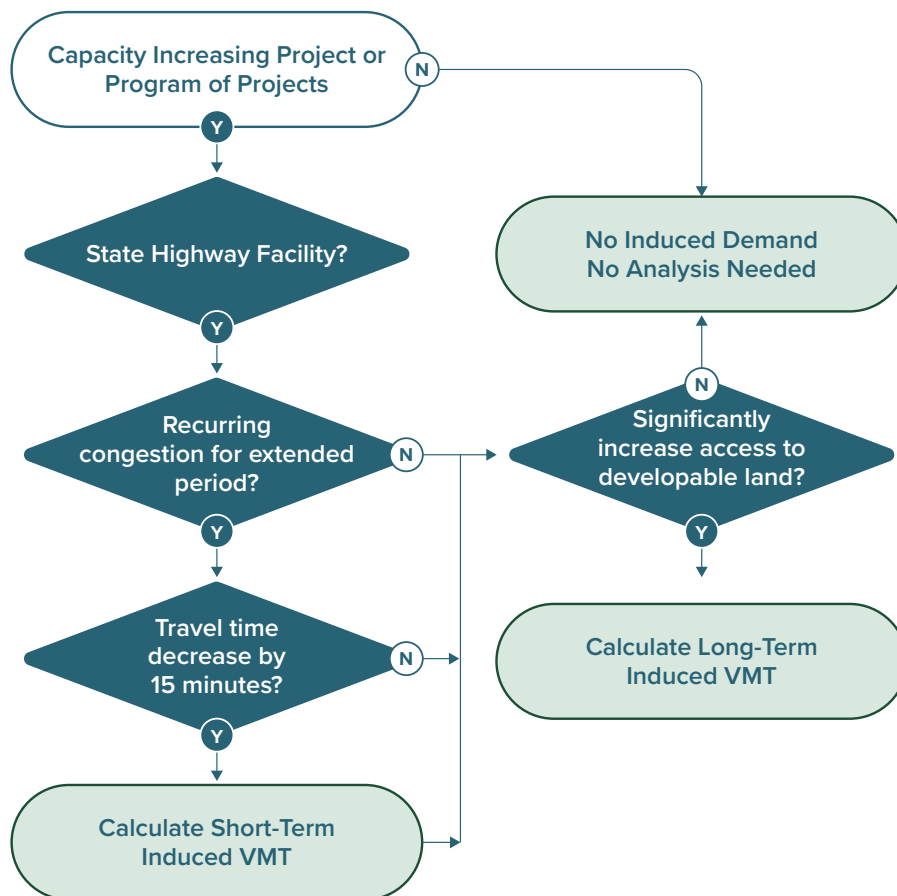 Capacity Increasing Project or
Program of Projects
N
Y
State Highway Facility?
Y
No Induced Demand
No Analysis Needed
N
Recurring
congestion for extended
period?
N
Y
Significantly
increase access to
developable land?
Y
Travel time
decrease by
15 minutes?
N
Y
Calculate Long-Term
Induced VMT
Calculate Short-Term
Induced VMT